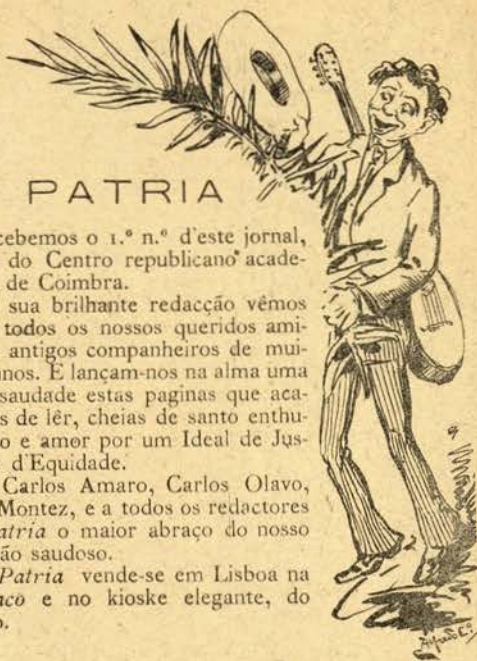 PATRIA
cebemos o 1.º n.º d'este jornal,
do Centro republicano acade-
de Coimbra.
sua brilhante redacção vêmos
todos os nossos queridos ami-
antigos companheiros de mui-
nnos. E lançam-nos na alma uma
saudade estas paginas que aca-
s de lêr, cheias de santo enthu-
o e amor por um Ideal de Jus-
d'Equidade.
Carlos Amaro, Carlos Olavo,
Montez, e a todos os redactores
atria o maior abraço do nosso
ão saudoso.
Patria vende-se em Lisboa na
aco e no kioske elegante, do
o.